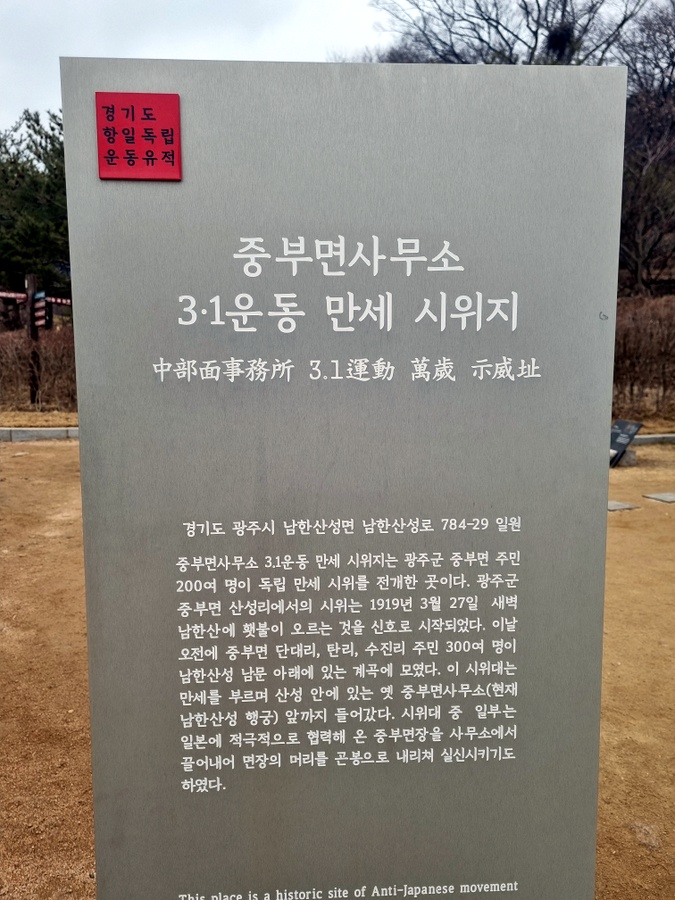 경기도
항일독립
운동유적
중부면사무소
3·1운동 만세 시위지
中部面事務所 3.1運動 萬歲 示威址
경기도 광주시 남한산성면 남한산성로 784-29 일원
중부면사무소 3.1운동 만세 시위지는 광주군 중부면 주민
200여 명이 독립 만세 시위를 전개한 곳이다. 광주군
중부면 산성리에서의 시위는 1919년 3월 27일 새벽
남한산에 횃불이 오르는 것을 신호로 시작되었다. 이날
오전에 중부면 단대리, 탄리, 수진리 주민 300여 명이
남한산성 남문 아래에 있는 계곡에 모였다. 이 시위대는
만세를 부르며 산성 안에 있는 옛 중부면사무소(현재
남한산성 행궁) 앞까지 들어갔다. 시위대 중 일부는
일본에 적극적으로 협력해 온 중부면장을 사무소에서
끌어내어 면장의 머리를 곤봉으로 내리쳐 실신시키기도
하였다.
This place is a historic site of Anti-Japanese movement